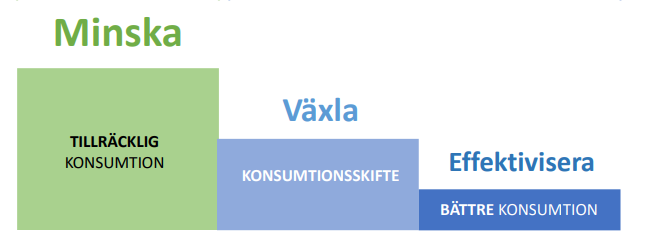 Minska
TILLRÄCKLIG
KONSUMTION
Växla
KONSUMTIONSSKIFTE
Effektivisera
BÄTTRE KONSUMTION